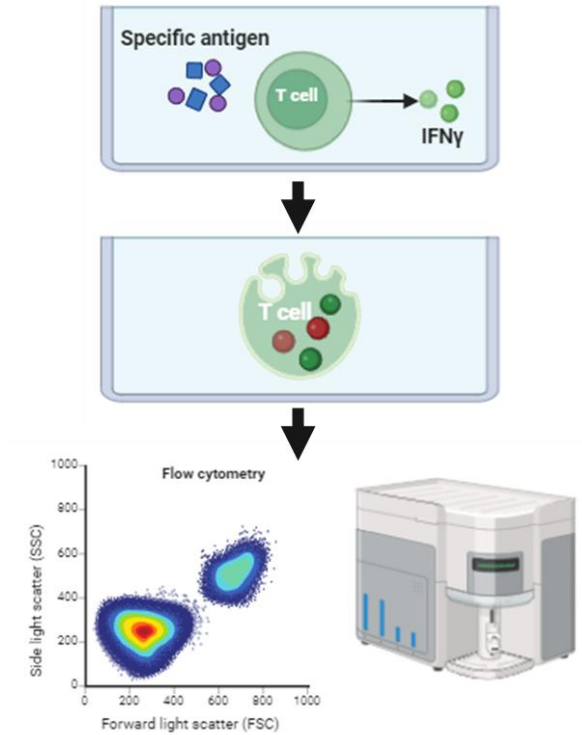 Specific antigen
T cell
IFNγ
T cell
Flow cytometry
1000
800
600
400
200
0
Side light scatter (SSC)
0 200 400 600 800 1000
Forward light scatter (FSC)